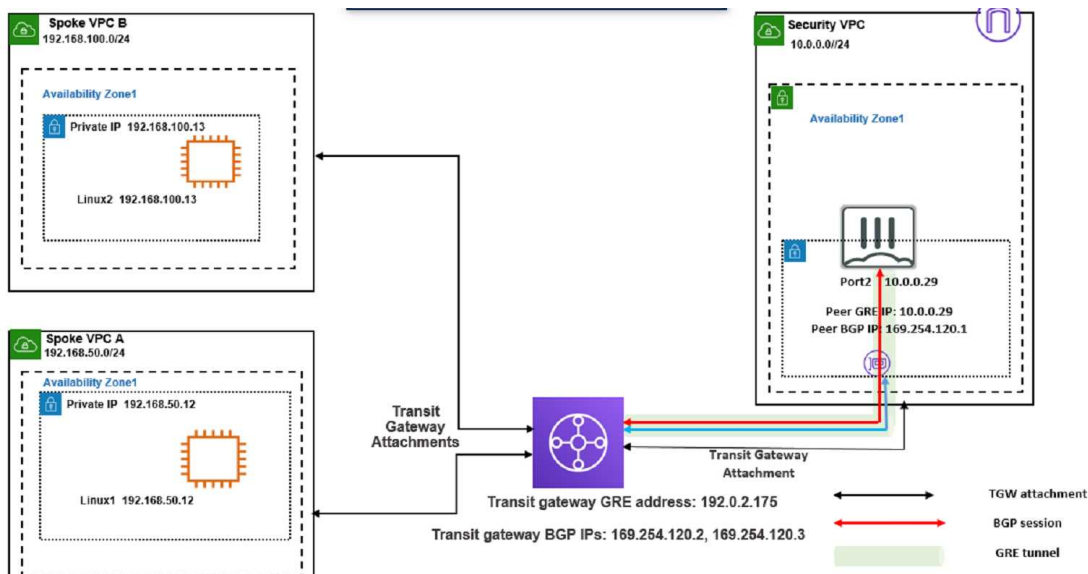 Spoke VPC B
192.168.100.0/24
Availability Zone1
Private IP 192.168.100.13
Linux2 192.168.100.13
Spoke VPC A
192.168.50.0/24
Availability Zone1
Private IP 192.168.50.12
Linux1 192.168.50.12
Transit
Gateway
Attachments
Security VPC
10.0.0.0//24
Availability Zone1
Port2 10.0.0.29
Peer GRE IP: 10.0.0.29
Peer BGP IP: 169.254.120.1
Transit Gateway
Attachment
Transit gateway GRE address: 192.0.2.175
Transit gateway BGP IPs: 169.254.120.2, 169.254.120.3
TGW attachment
BGP session
GRE tunnel